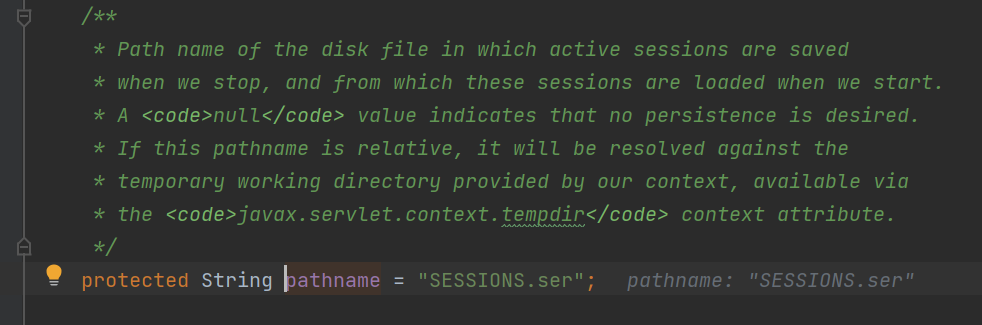 /**
* Path name of the disk file in which active sessions are saved
* when we stop, and from which these sessions are loaded when we start.
* A <code>null</code> value indicates that no persistence is desired.
* If this pathname is relative, it will be resolved against the
* temporary working directory provided by our context, available via
* the <code>javax.servlet.context.tempdir</code> context attribute.
*/
protected String pathname = "SESSIONS.ser"; pathname: "SESSIONS.ser"